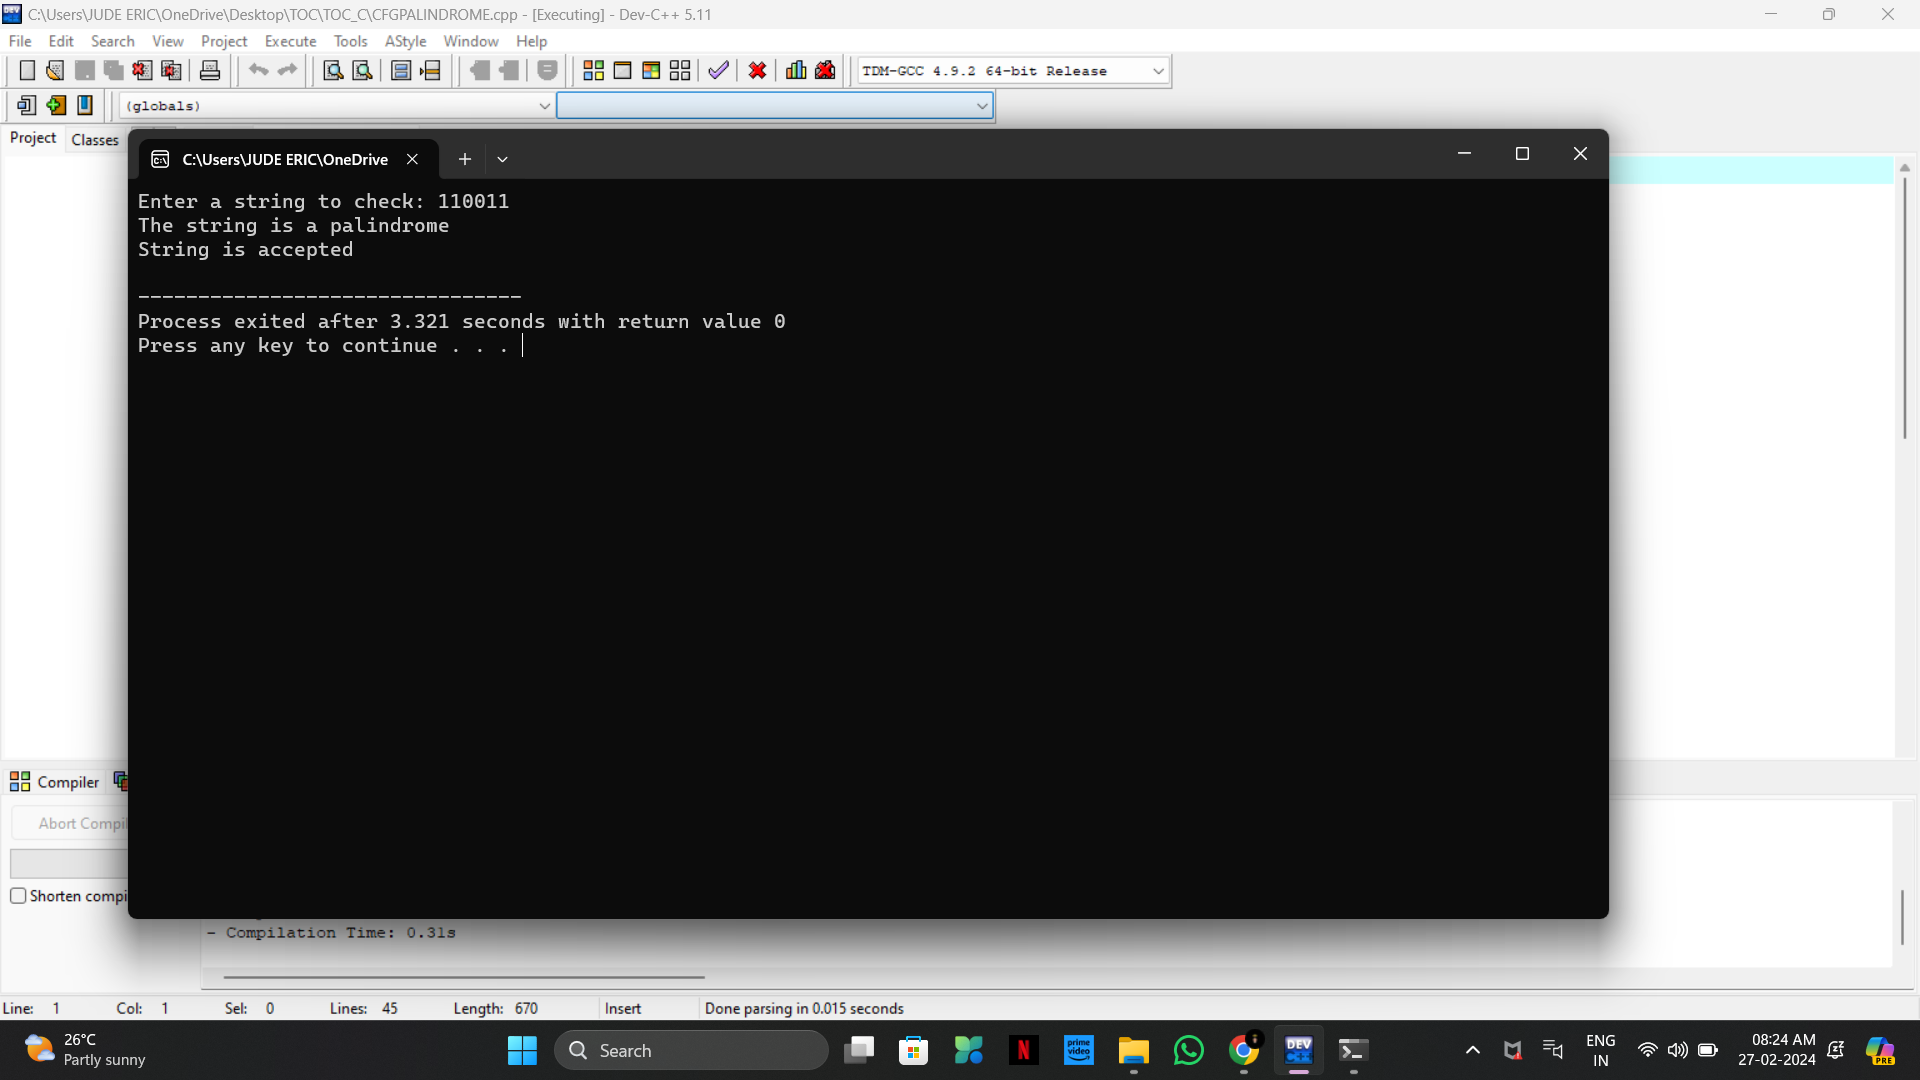 C:\Users\JUDE ERIC\OneDrive\Desktop\TOC\TOC_C\CFGPALINDROME.cpp - [Executing] - Dev-C++ 5.11
File Edit Search View Project Execute Tools AStyle Window Help
TDM-GCC 4.9.2 64-bit Release
(globals)
Project Classes
C:\Users\JUDE ERIC\OneDrive
Enter a string to check: 110011
The string is a palindrome
String is accepted
--------------------------------
Process exited after 3.321 seconds with return value 0
Press any key to continue . . .
Compiler
Abort Compil
Shorten compi
- Compilation Time: 0.31s
Line: 1 Col: 1 Sel: 0 Lines: 45 Length: 670 Insert Done parsing in 0.015 seconds
26°C
Partly sunny
Search
prime video
DEV C++
ENG
IN
08:24 AM
27-02-2024
PRE